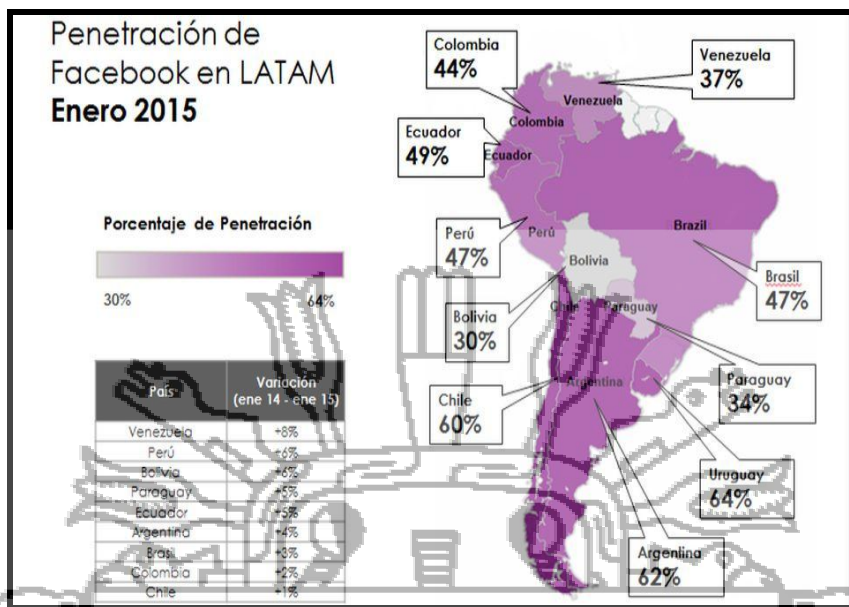 Penetración de
Facebook en LATAM
Enero 2015
Porcentaje de Penetración
30%
64%
País
Variación
(ene 14 - ene 15)
Venezuela +8%
Perú +6%
Bolivia +6%
Paraguay +5%
Ecuador +5%
Argentina +4%
Brasil +3%
Colombia +2%
Chile +1%
Colombia
44%
Venezuela
37%
Ecuador
49%
Perú
47%
Bolivia
30%
Chile
60%
Brasil
47%
Paraguay
34%
Uruguay
64%
Argentina
62%
Venezuela
Colombia
Ecuador
Perú
Brazil
Bolivia
Chile
Paraguay
Argentina